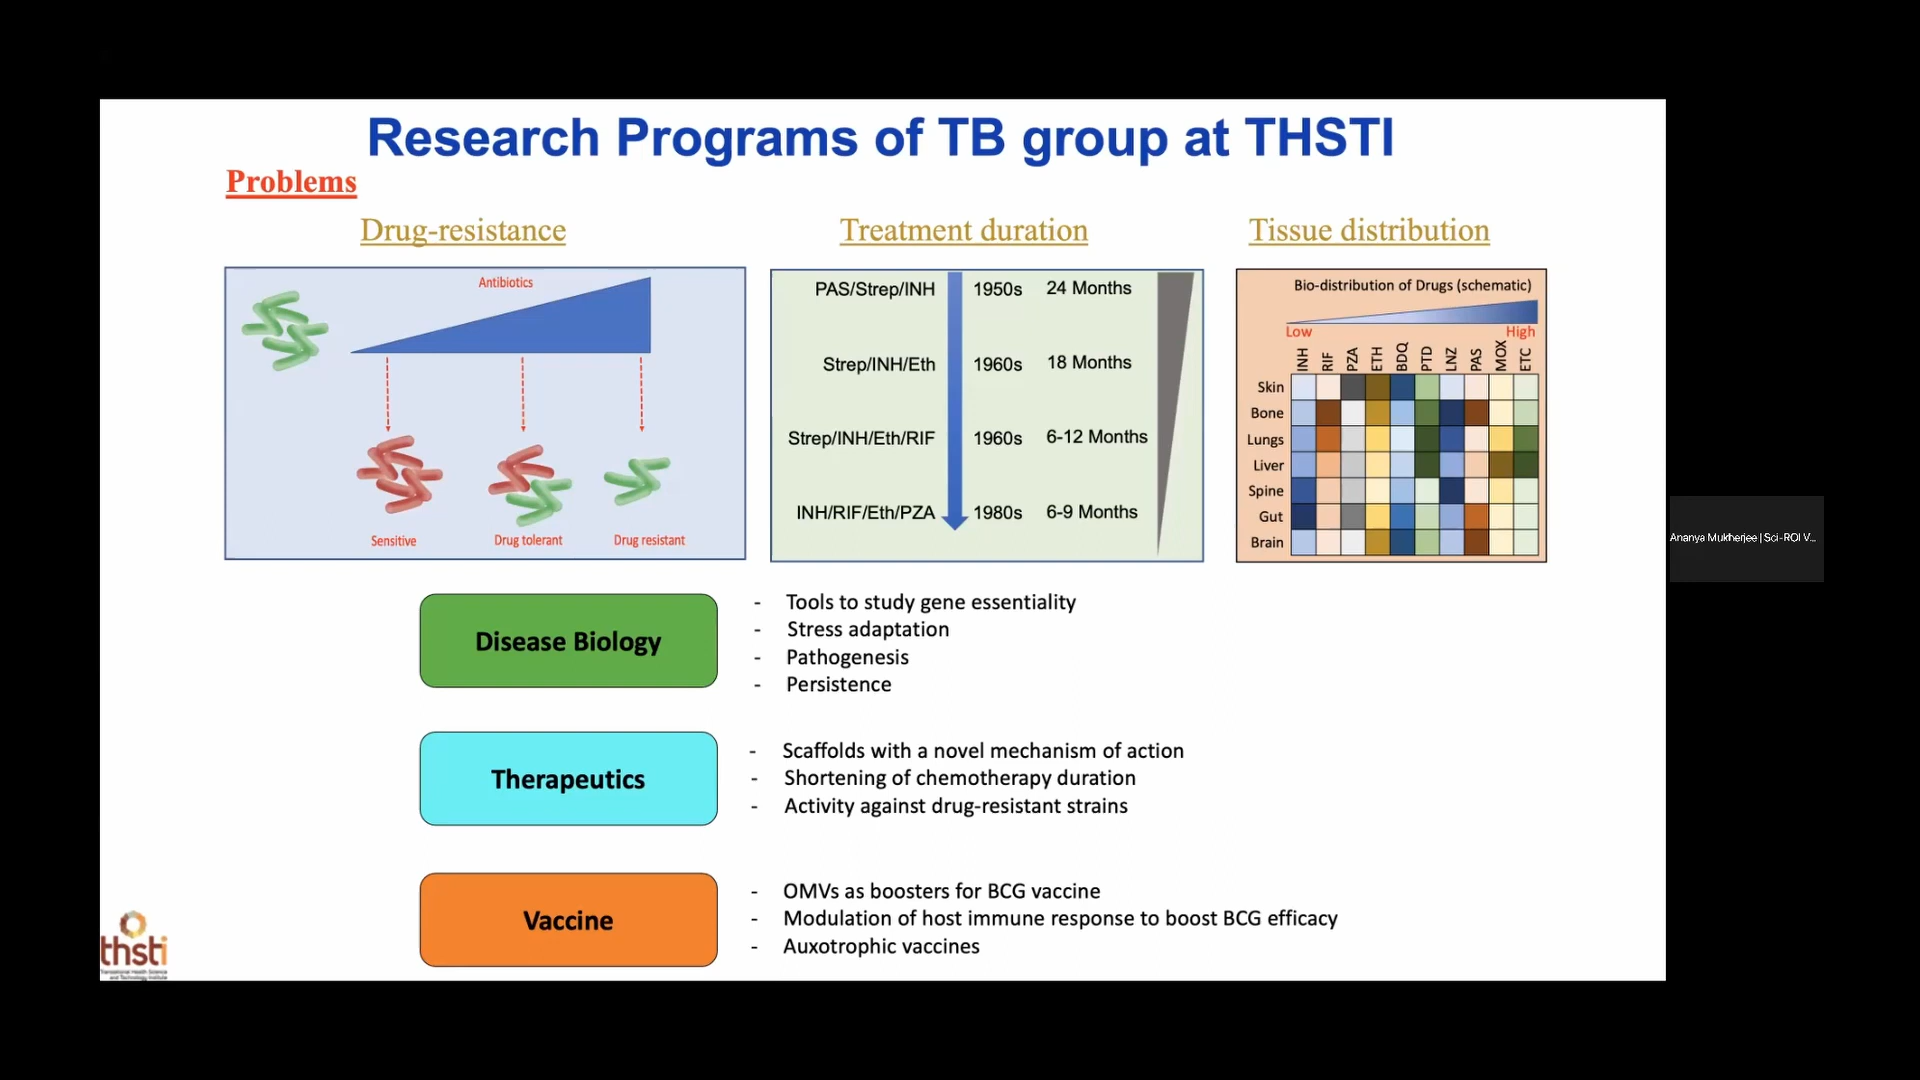 Research Programs of TB group at THSTI
Problems
Drug-resistance
Antibiotics
Sensitive
Drug tolerant
Drug resistant
Treatment duration
PAS/Strep/INH 1950s 24 Months
Strep/INH/Eth 1960s 18 Months
Strep/INH/Eth/RIF 1960s 6-12 Months
INH/RIF/Eth/PZA 1980s 6-9 Months
Tissue distribution
Bio-distribution of Drugs (schematic)
Low High
INH RIF PZA ETH BDQ PTD LNZ PAS MOX ETC
Skin
Bone
Lungs
Liver
Spine
Gut
Brain
Disease Biology
- Tools to study gene essentiality
- Stress adaptation
- Pathogenesis
- Persistence
Therapeutics
- Scaffolds with a novel mechanism of action
- Shortening of chemotherapy duration
- Activity against drug-resistant strains
Vaccine
- OMVs as boosters for BCG vaccine
- Modulation of host immune response to boost BCG efficacy
- Auxotrophic vaccines
thsti
Translational Health Science
and Technology Institute
Ananya Mukherjee | Sci-ROI V...